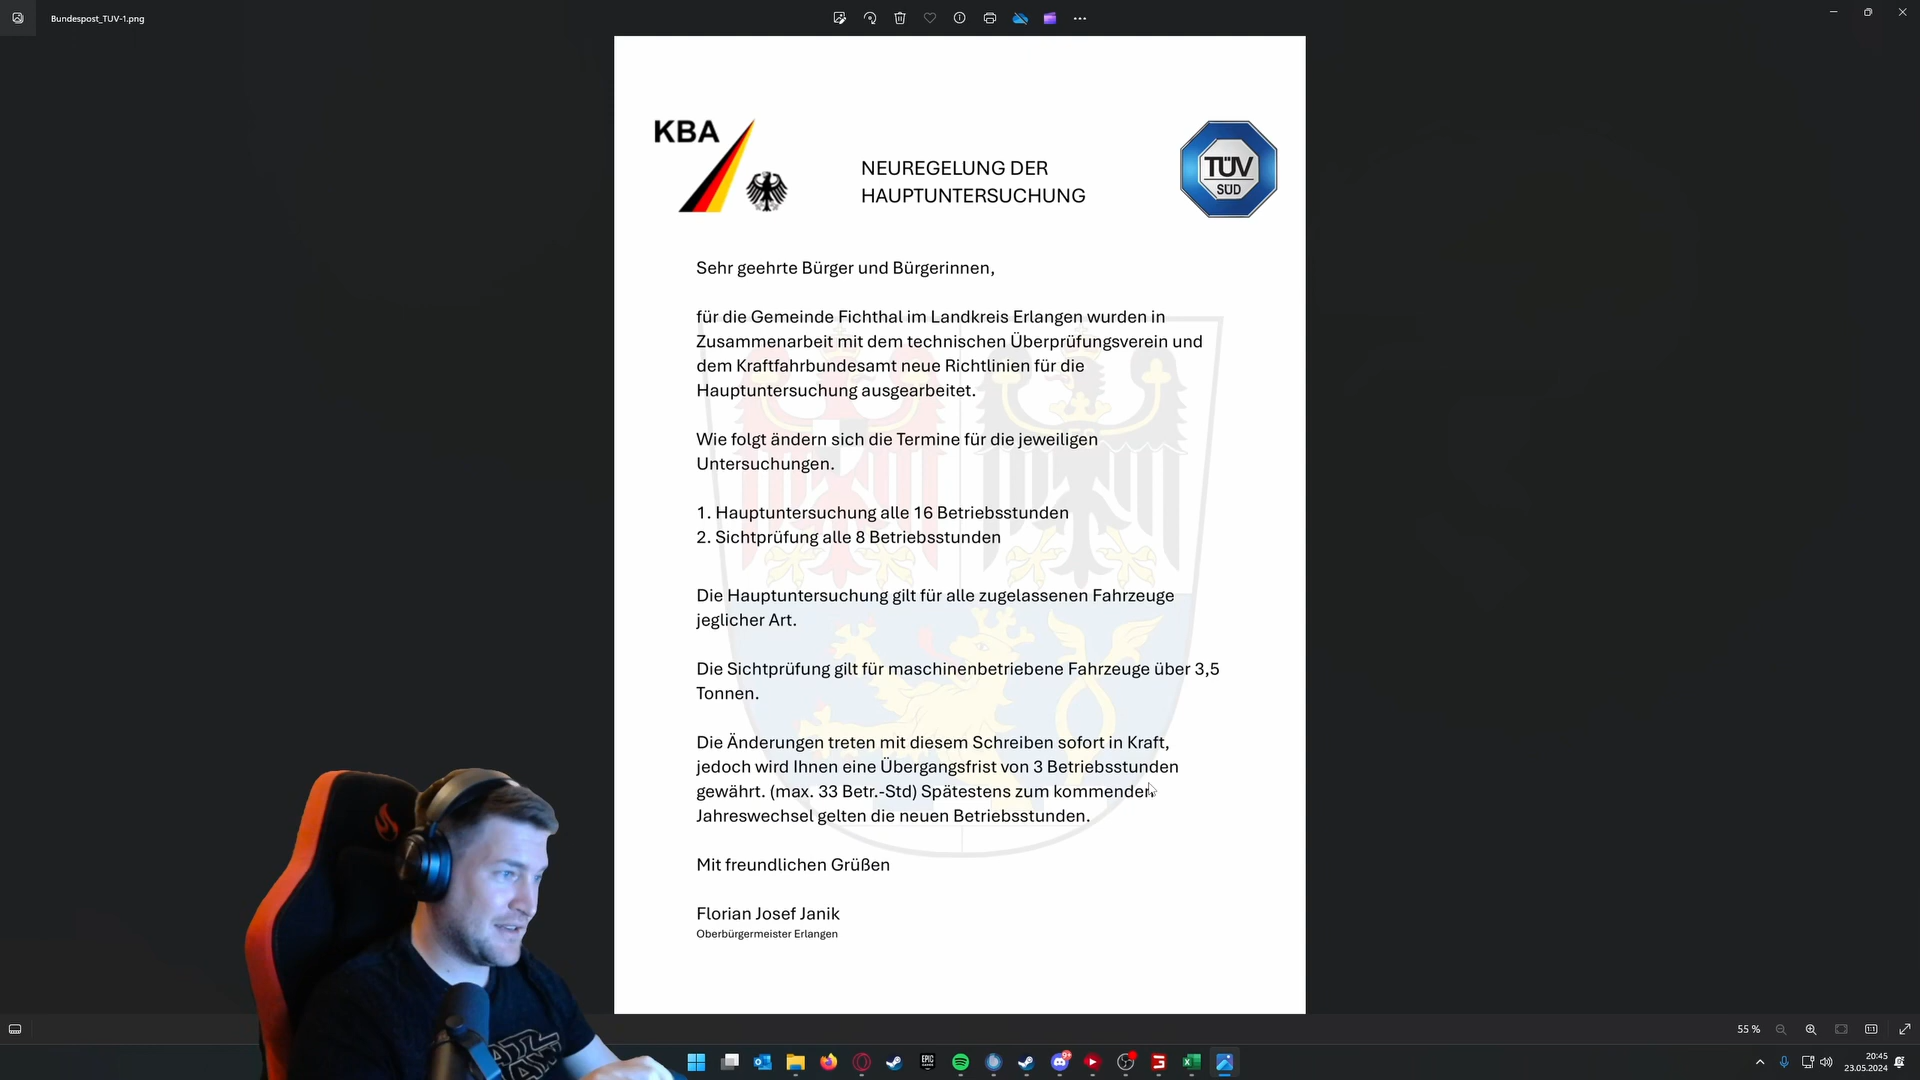 Bundespost_TUV-1.png
KBA
NEUREGELUNG DER
HAUPTUNTERSUCHUNG
TÜV
SÜD
Sehr geehrte Bürger und Bürgerinnen,
für die Gemeinde Fichthal im Landkreis Erlangen wurden in
Zusammenarbeit mit dem technischen Überprüfungsverein und
dem Kraftfahrbundesamt neue Richtlinien für die
Hauptuntersuchung ausgearbeitet.
Wie folgt ändern sich die Termine für die jeweiligen
Untersuchungen.
1. Hauptuntersuchung alle 16 Betriebsstunden
2. Sichtprüfung alle 8 Betriebsstunden
Die Hauptuntersuchung gilt für alle zugelassenen Fahrzeuge
jeglicher Art.
Die Sichtprüfung gilt für maschinenbetriebene Fahrzeuge über 3,5
Tonnen.
Die Änderungen treten mit diesem Schreiben sofort in Kraft,
jedoch wird Ihnen eine Übergangsfrist von 3 Betriebsstunden
gewährt. (max. 33 Betr.-Std) Spätestens zum kommenden
Jahreswechsel gelten die neuen Betriebsstunden.
Mit freundlichen Grüßen
Florian Josef Janik
Oberbürgermeister Erlangen
55 %
20:45
23.05.2024